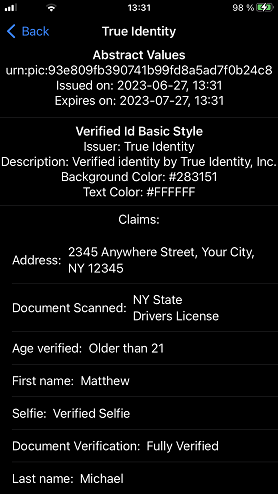 13:31
98 %
Back
True Identity
Abstract Values
urn:pic:93e809fb390741b99fd8a5ad7f0b24c8
Issued on: 2023-06-27, 13:31
Expires on: 2023-07-27, 13:31
Verified Id Basic Style
Issuer: True Identity
Description: Verified identity by True Identity, Inc.
Background Color: #283151
Text Color: #FFFFFF
Claims:
Address: 2345 Anywhere Street, Your City,
NY 12345
Document Scanned: NY State
Drivers License
Age verified: Older than 21
First name: Matthew
Selfie: Verified Selfie
Document Verification: Fully Verified
Last name: Michael